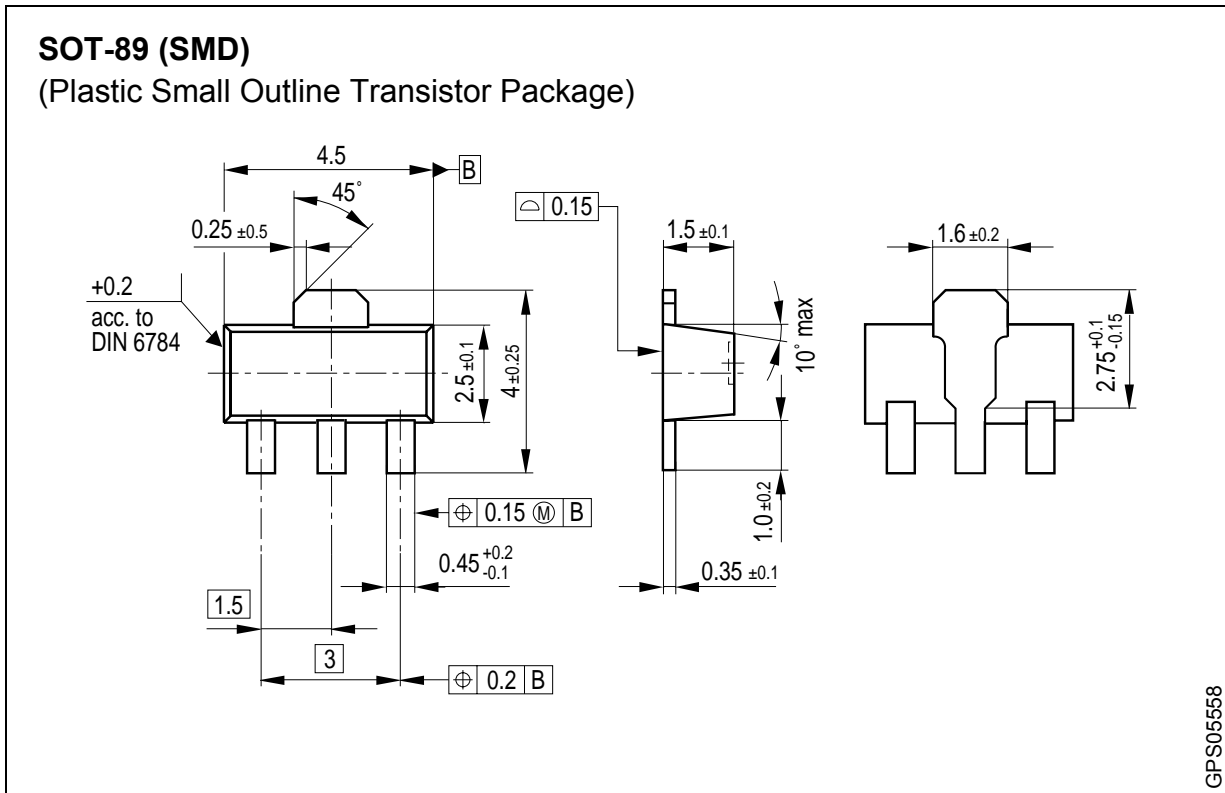 SOT-89 (SMD)
(Plastic Small Outline Transistor Package)
4.5
B
45°
0.25 ±0.5
+0.2
acc. to
DIN 6784
2.5 ±0.1
4 ±0.25
⌖ 0.15 Ⓜ B
0.45 +0.2 -0.1
1.5
3
⌖ 0.2 B
⌓ 0.15
1.5 ±0.1
10° max
1.0 ±0.2
0.35 ±0.1
1.6 ±0.2
2.75 +0.1 -0.15
GPS05558